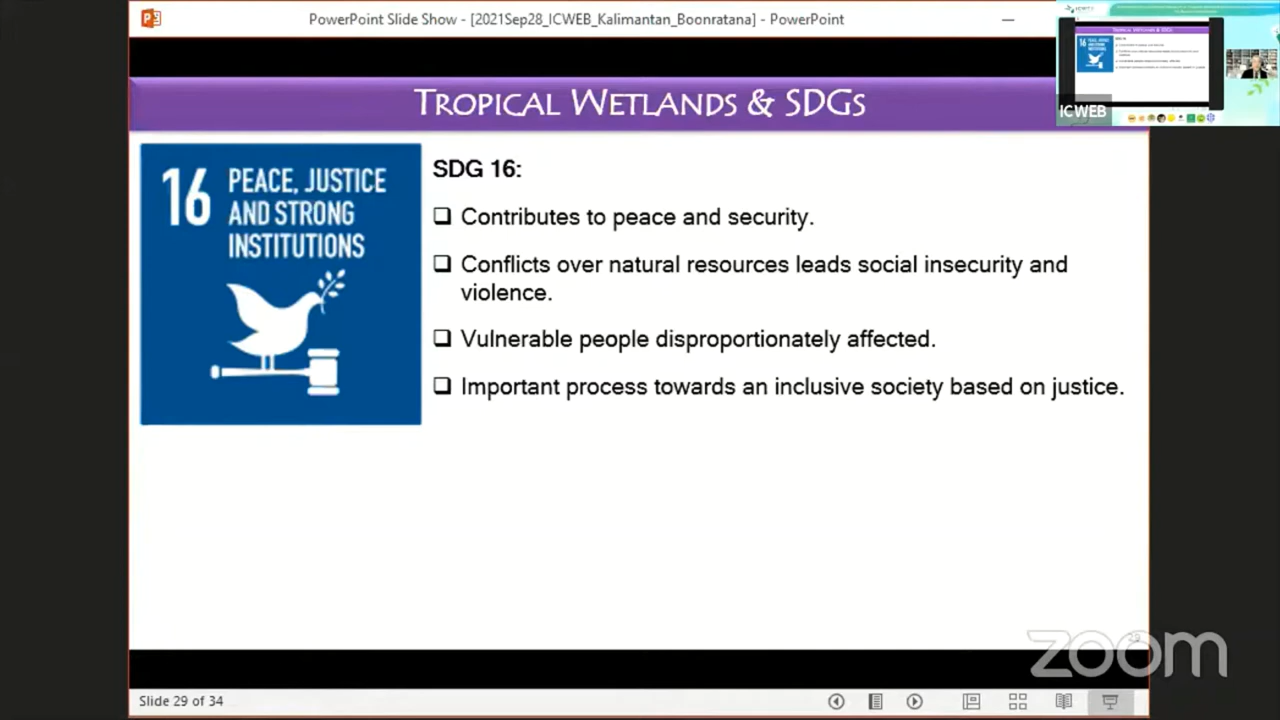 PowerPoint Slide Show - [2021Sep28_ICWEB_Kalimantan_Boonratana] - PowerPoint
TROPICAL WETLANDS & SDGS
ICWEB
16 PEACE, JUSTICE
AND STRONG
INSTITUTIONS
SDG 16:
Contributes to peace and security.
Conflicts over natural resources leads social insecurity and
violence.
Vulnerable people disproportionately affected.
Important process towards an inclusive society based on justice.
29
zoom
Slide 29 of 34